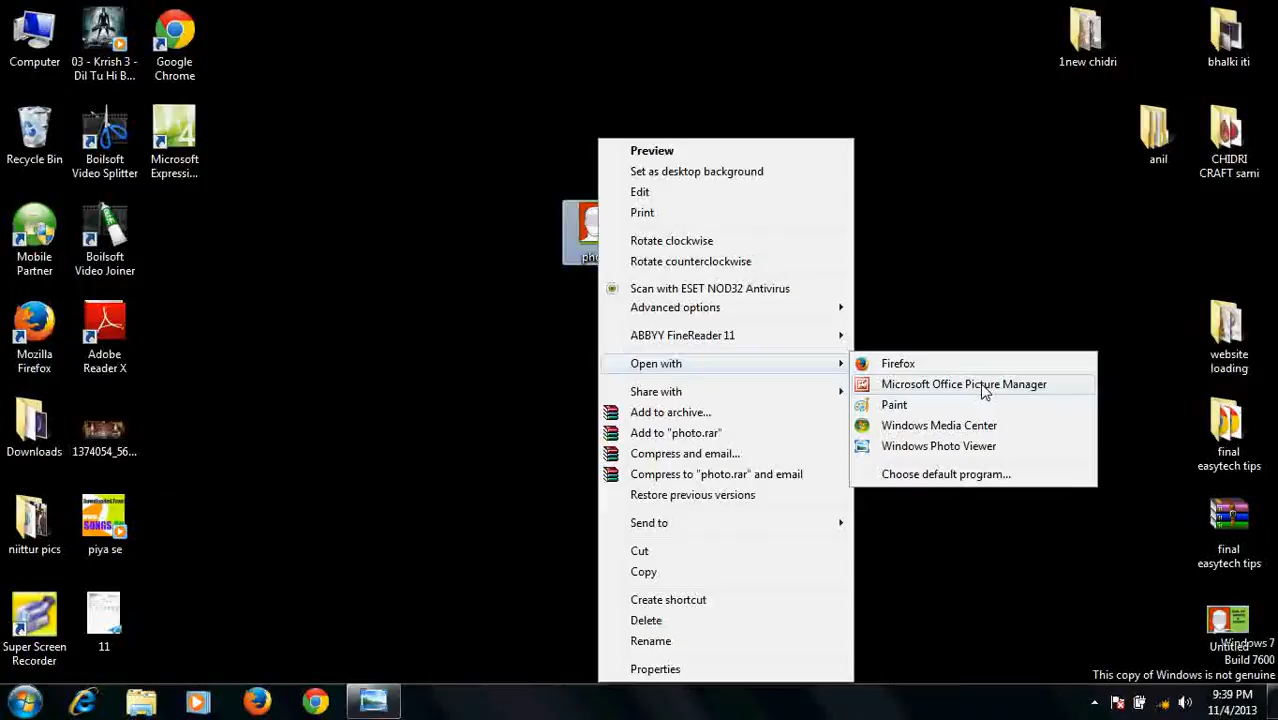 Computer
03 - Krrish 3 -
Dil Tu Hi B...
Google
Chrome
Recycle Bin
Boilsoft
Video Splitter
Microsoft
Expressi...
Mobile
Partner
Boilsoft
Video Joiner
Mozilla
Firefox
Adobe
Reader X
Downloads
1374054_56...
niittur pics
SONGS
piya se
Super Screen
Recorder
11
Preview
Set as desktop background
Edit
Print
Rotate clockwise
Rotate counterclockwise
Scan with ESET NOD32 Antivirus
Advanced options
ABBYY FineReader 11
Open with
Share with
Add to archive...
Add to "photo.rar"
Compress and email...
Compress to "photo.rar" and email
Restore previous versions
Send to
Cut
Copy
Create shortcut
Delete
Rename
Properties
Firefox
Microsoft Office Picture Manager
Paint
Windows Media Center
Windows Photo Viewer
Choose default program...
1new chidri
bhalki iti
anil
CHIDRI
CRAFT sami
website
loading
final
easytech tips
final
easytech tips
Windows 7
Build 7600
This copy of Windows is not genuine
9:39 PM
11/4/2013